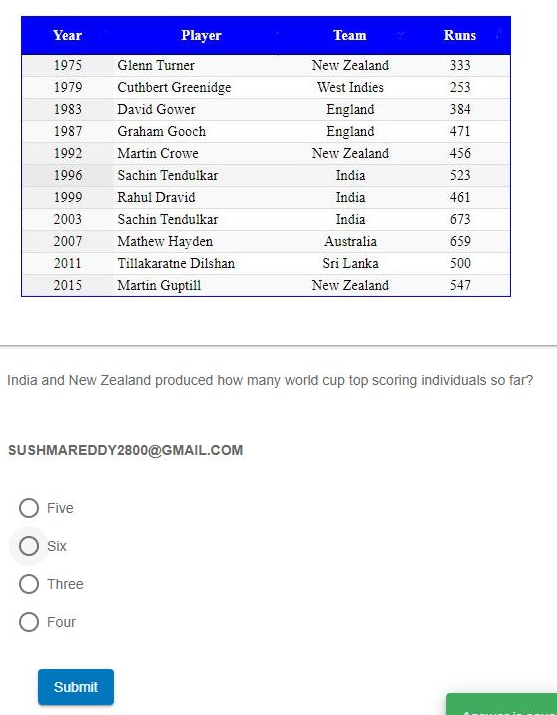 Year Player Team Runs
1975 Glenn Turner New Zealand 333
1979 Cuthbert Greenidge West Indies 253
1983 David Gower England 384
1987 Graham Gooch England 471
1992 Martin Crowe New Zealand 456
1996 Sachin Tendulkar India 523
1999 Rahul Dravid India 461
2003 Sachin Tendulkar India 673
2007 Mathew Hayden Australia 659
2011 Tillakaratne Dilshan Sri Lanka 500
2015 Martin Guptill New Zealand 547
India and New Zealand produced how many world cup top scoring individuals so far?
SUSHMAREDDY2800@GMAIL.COM
Five
Six
Three
Four
Submit